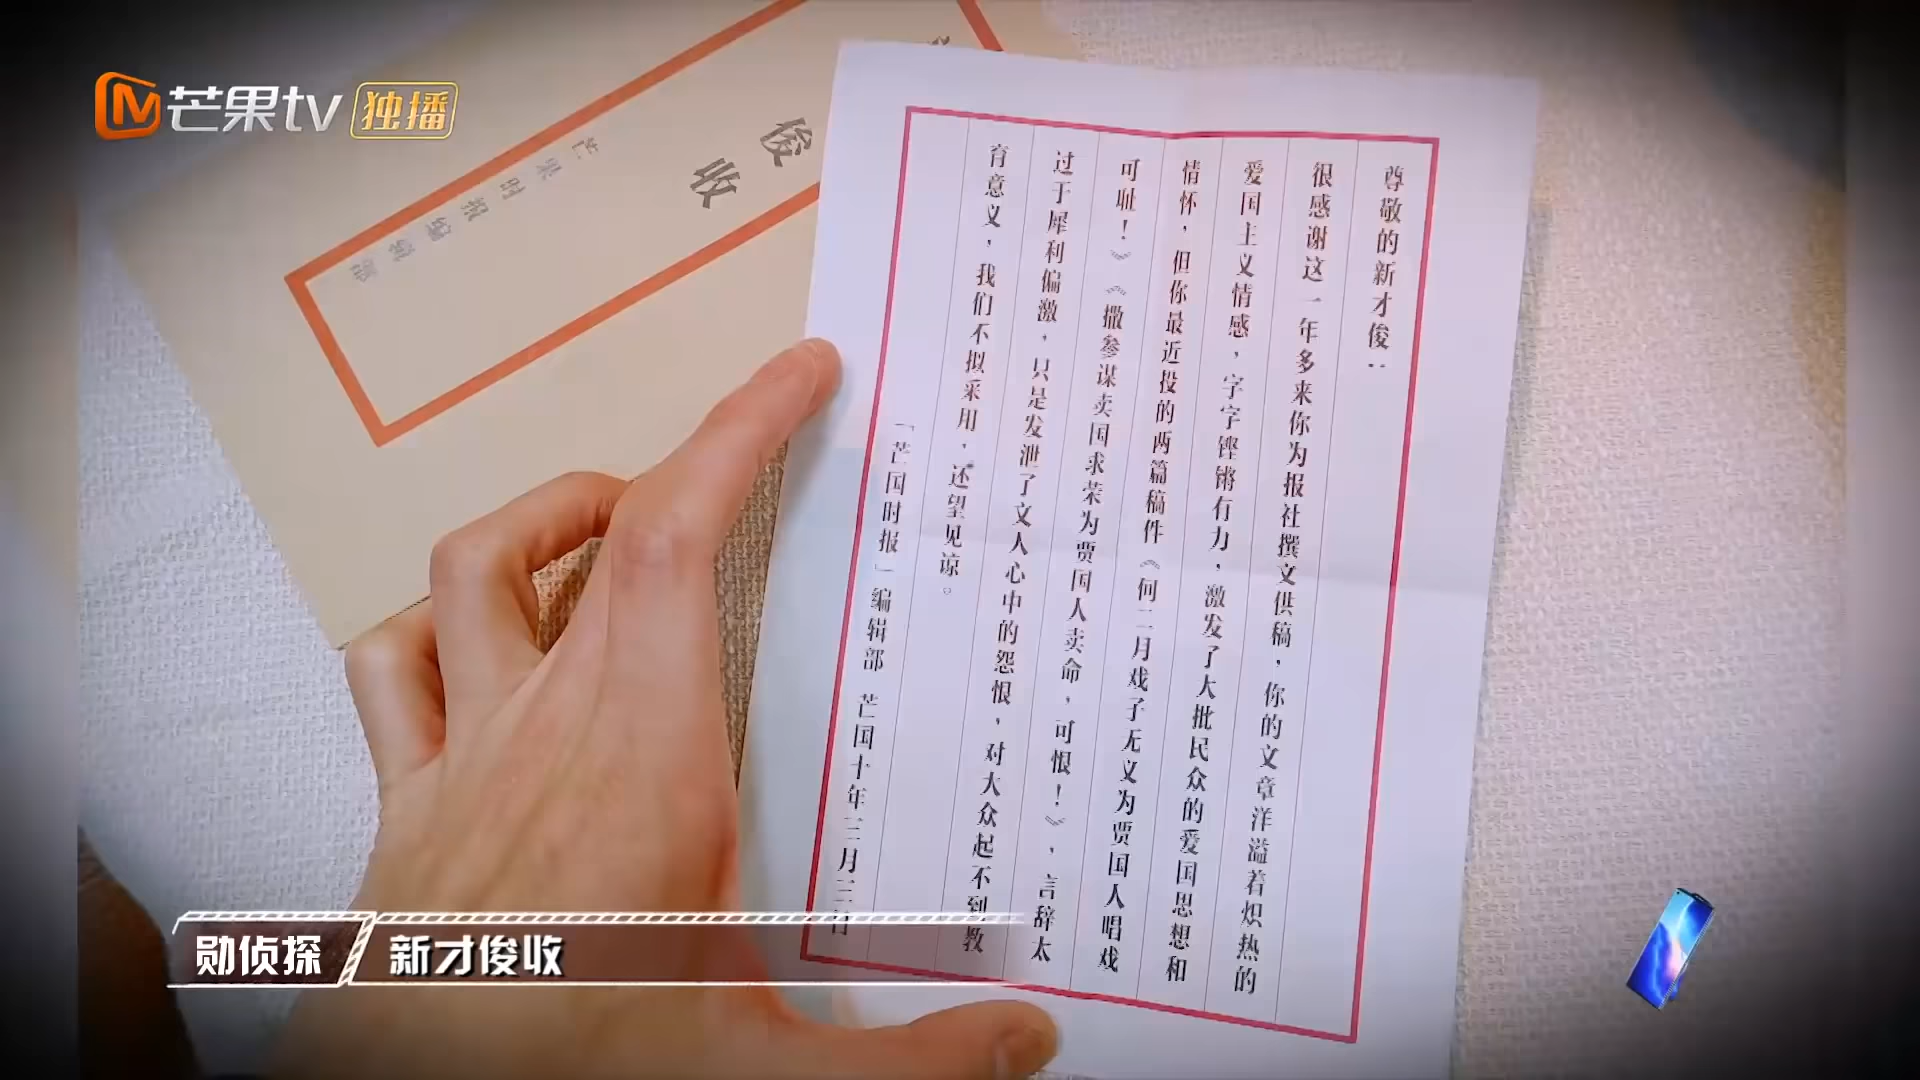 芒果tv 独播
俊收
芒果时报编辑部
尊敬的新才俊：
很感谢这一年多来你为报社撰文供稿，你的文章洋溢着炽热的
爱国主义情感，字字铿锵有力，激发了大批民众的爱国思想和
情怀，但你最近投的两篇稿件《何二月戏子无义为贾国人唱戏
可耻！》《撒参谋卖国求荣为贾国人卖命，可恨！》，言辞太
过于犀利偏激，只是发泄了文人心中的怨恨，对大众起不到教
育意义，我们不拟采用，还望见谅。
「芒国时报」编辑部 芒国十年三月三日
勋侦探 新才俊收